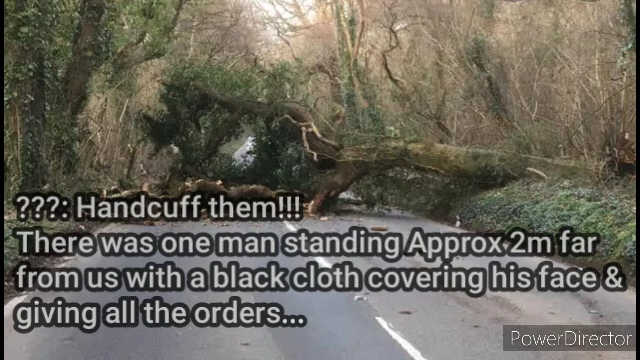 ???: Handcuff them!!!
There was one man standing Approx 2m far
from us with a black cloth covering his face &
giving all the orders...
PowerDirector